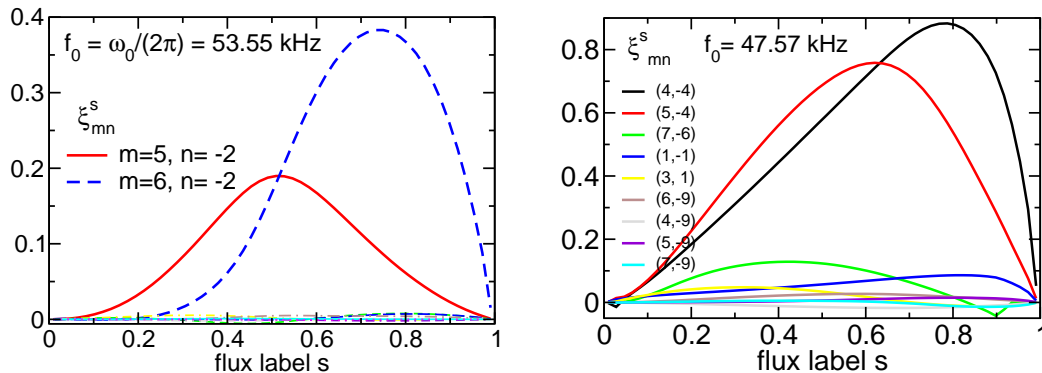 f₀ = ω₀/(2π) = 53.55 kHz
ξˢₘₙ
m=5, n= -2
m=6, n= -2
0.4
0.3
0.2
0.1
0
0 0.2 0.4 0.6 0.8 1
flux label s
ξˢₘₙ f₀= 47.57 kHz
(4,-4)
(5,-4)
(7,-6)
(1,-1)
(3, 1)
(6,-9)
(4,-9)
(5,-9)
(7,-9)
0.8
0.6
0.4
0.2
0
0 0.2 0.4 0.6 0.8 1
flux label s